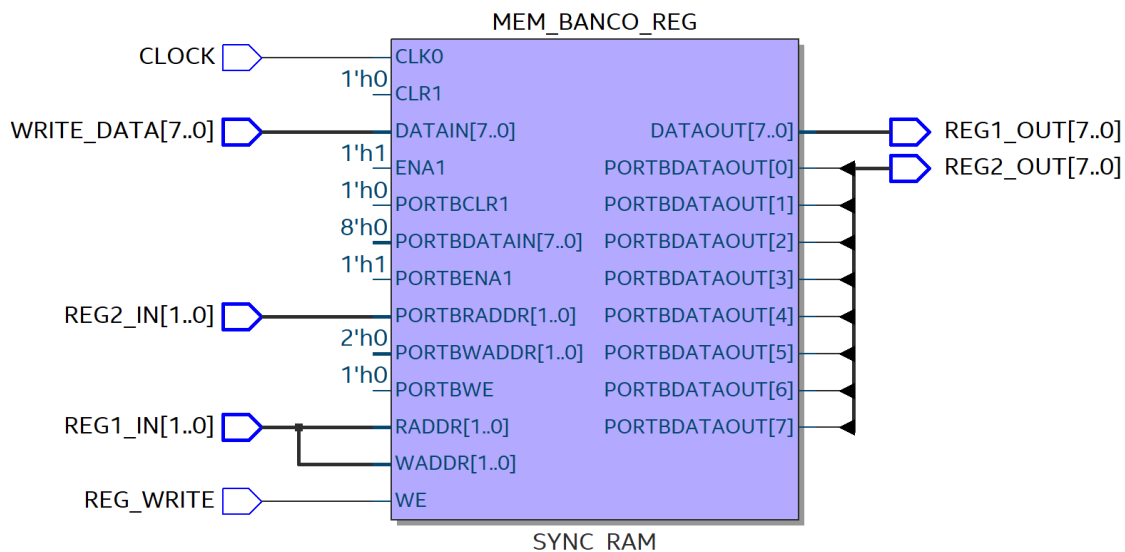 MEM_BANCO_REG
CLOCK
CLK0
1'h0
CLR1
WRITE_DATA[7..0]
DATAIN[7..0]
DATAOUT[7..0]
REG1_OUT[7..0]
1'h1
ENA1
PORTBDATAOUT[0]
REG2_OUT[7..0]
1'h0
PORTBCLR1
PORTBDATAOUT[1]
8'h0
PORTBDATAIN[7..0]
PORTBDATAOUT[2]
1'h1
PORTBENA1
PORTBDATAOUT[3]
REG2_IN[1..0]
PORTBRADDR[1..0]
PORTBDATAOUT[4]
2'h0
PORTBWADDR[1..0]
PORTBDATAOUT[5]
1'h0
PORTBWE
PORTBDATAOUT[6]
REG1_IN[1..0]
RADDR[1..0]
PORTBDATAOUT[7]
WADDR[1..0]
REG_WRITE
WE
SYNC_RAM